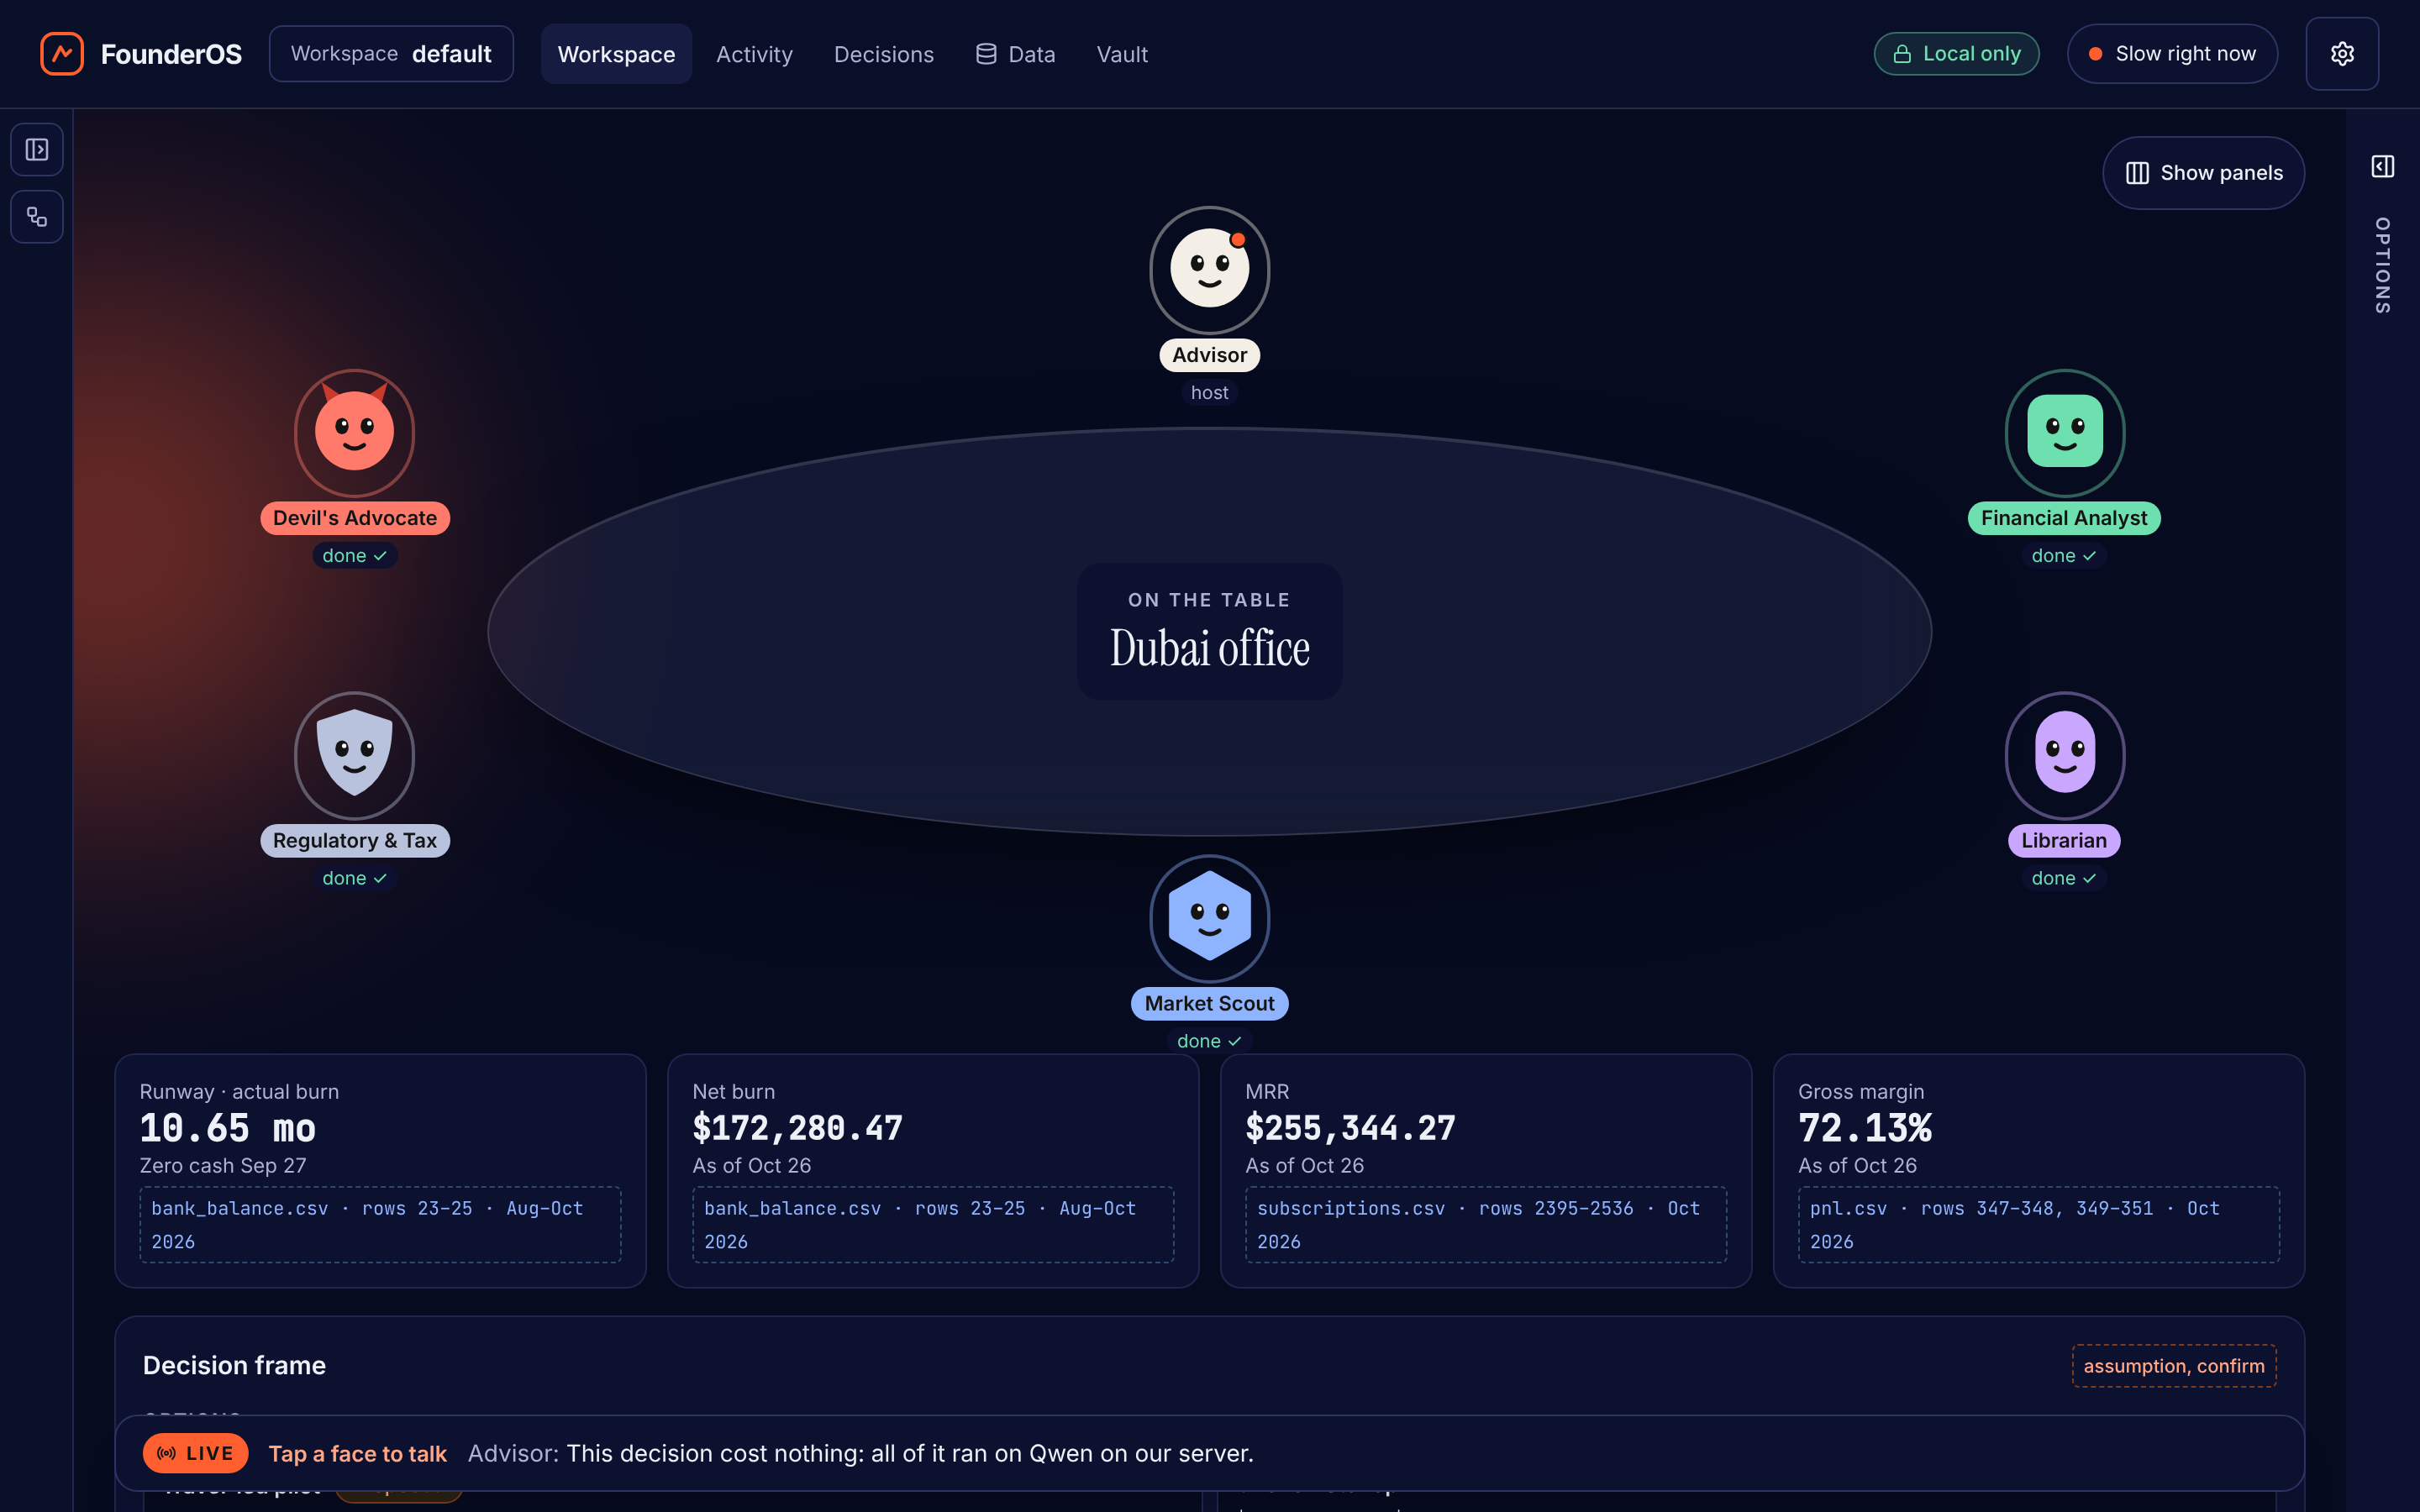 FounderOS
Workspace default
Workspace
Activity
Decisions
Data
Vault
Local only
Slow right now
Show panels
OPTIONS
Advisor
host
Devil's Advocate
done ✓
Financial Analyst
done ✓
ON THE TABLE
Dubai office
Regulatory & Tax
done ✓
Librarian
done ✓
Market Scout
done ✓
Runway · actual burn
10.65 mo
Zero cash Sep 27
bank_balance.csv · rows 23–25 · Aug–Oct
2026
Net burn
$172,280.47
As of Oct 26
bank_balance.csv · rows 23–25 · Aug–Oct
2026
MRR
$255,344.27
As of Oct 26
subscriptions.csv · rows 2395–2536 · Oct
2026
Gross margin
72.13%
As of Oct 26
pnl.csv · rows 347–348, 349–351 · Oct
2026
Decision frame
assumption, confirm
LIVE
Tap a face to talk
Advisor: This decision cost nothing: all of it ran on Qwen on our server.